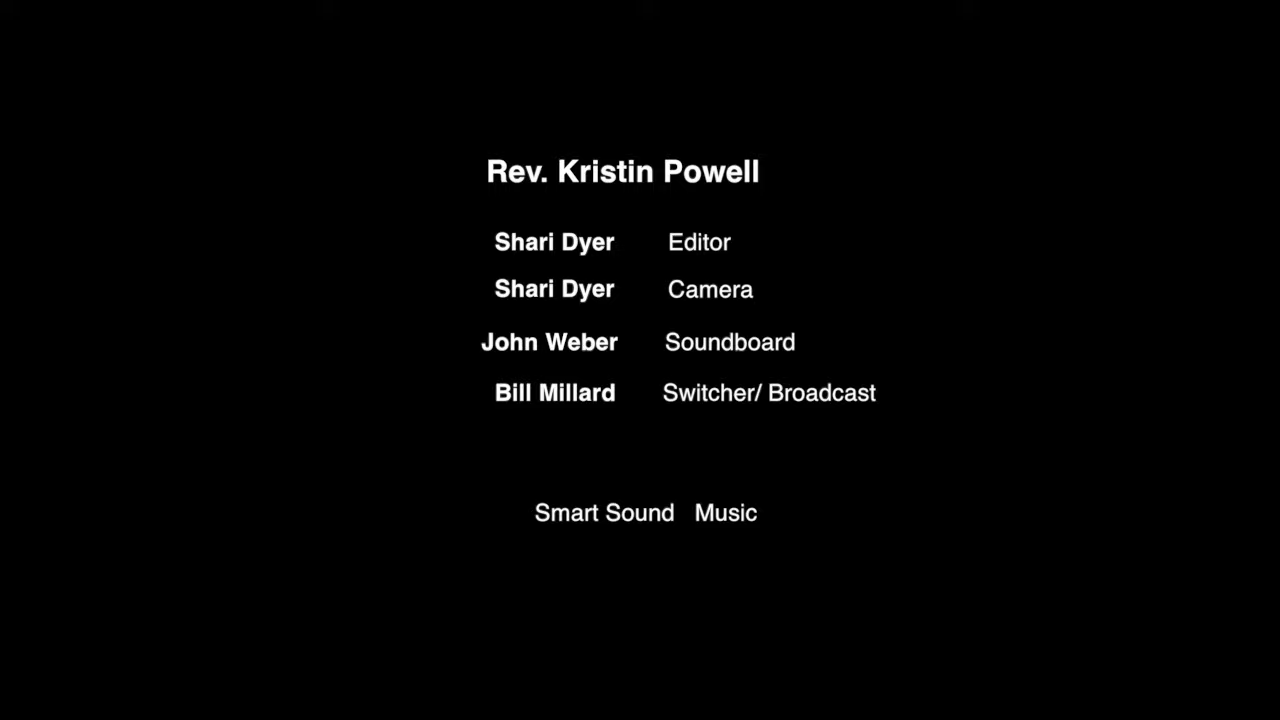 Rev. Kristin Powell
Shari Dyer Editor
Shari Dyer Camera
John Weber Soundboard
Bill Millard Switcher/ Broadcast
Smart Sound Music